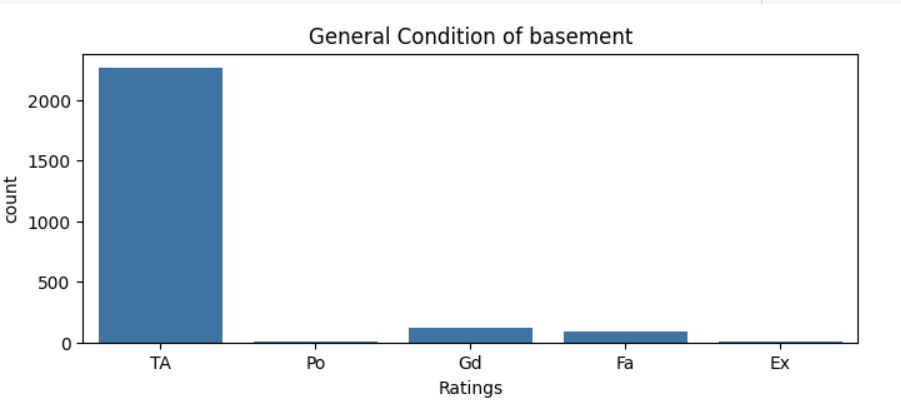 General Condition of basement
2000
1500
1000
500
0
count
TA Po Gd Fa Ex
Ratings